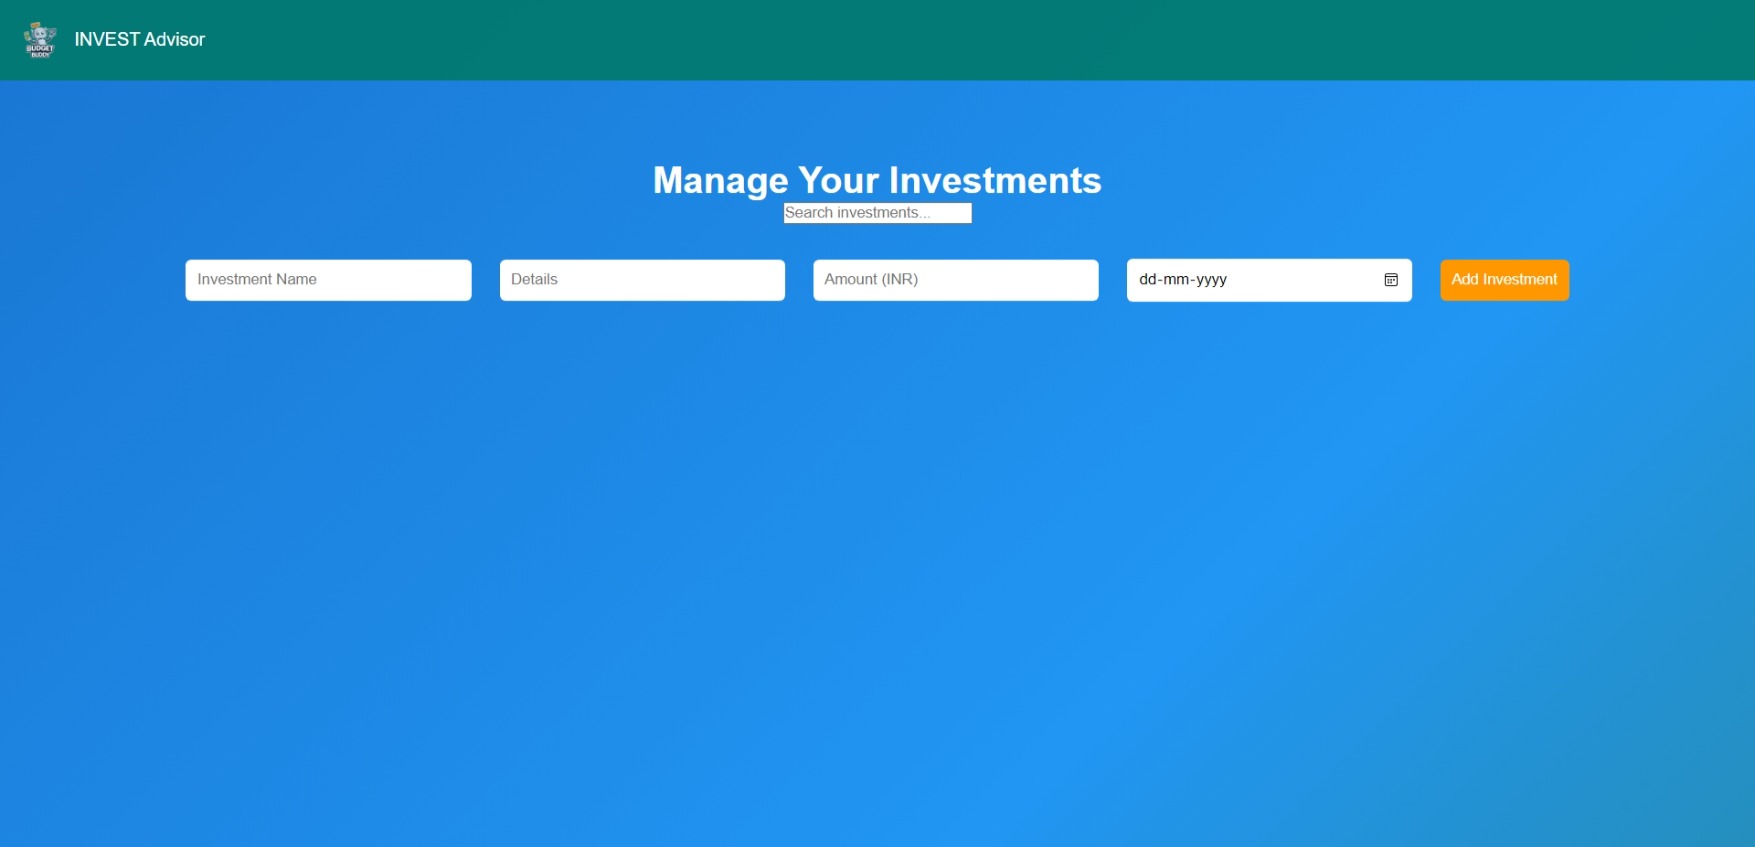 BUDGET
BUDDY
INVEST Advisor
Manage Your Investments
Search investments...
Investment Name
Details
Amount (INR)
dd-mm-yyyy
Add Investment